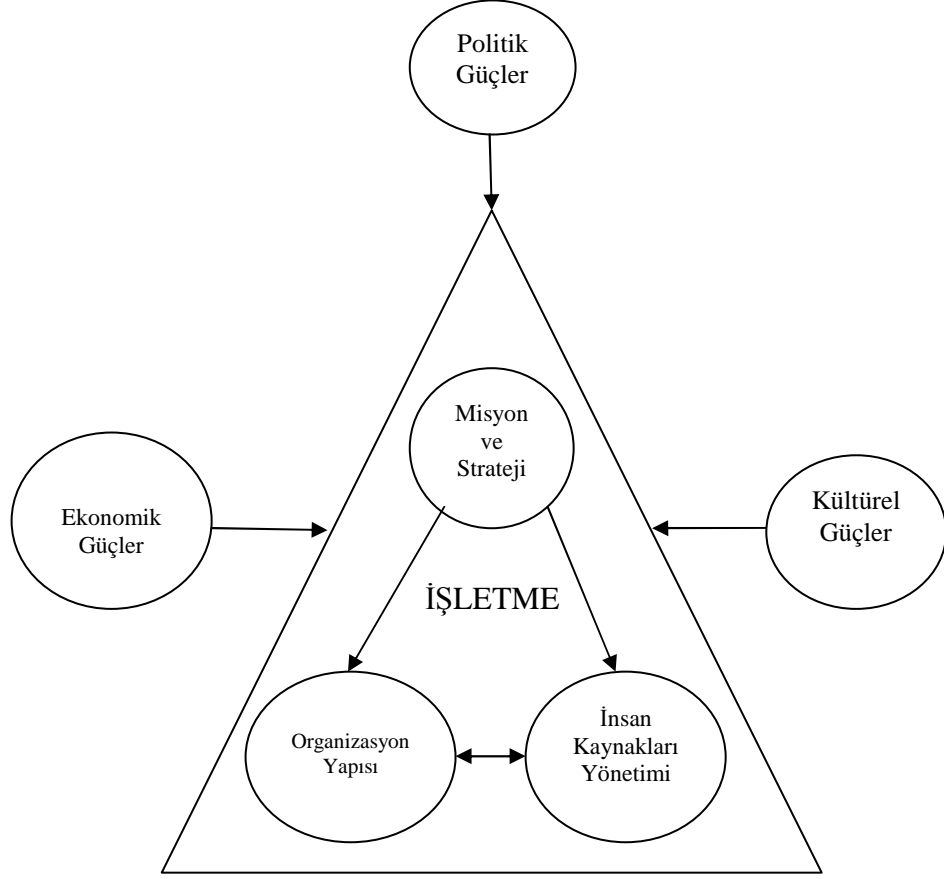 Politik
Güçler
Misyon
ve
Strateji
Ekonomik
Güçler
Kültürel
Güçler
İŞLETME
Organizasyon
Yapısı
İnsan
Kaynakları
Yönetimi